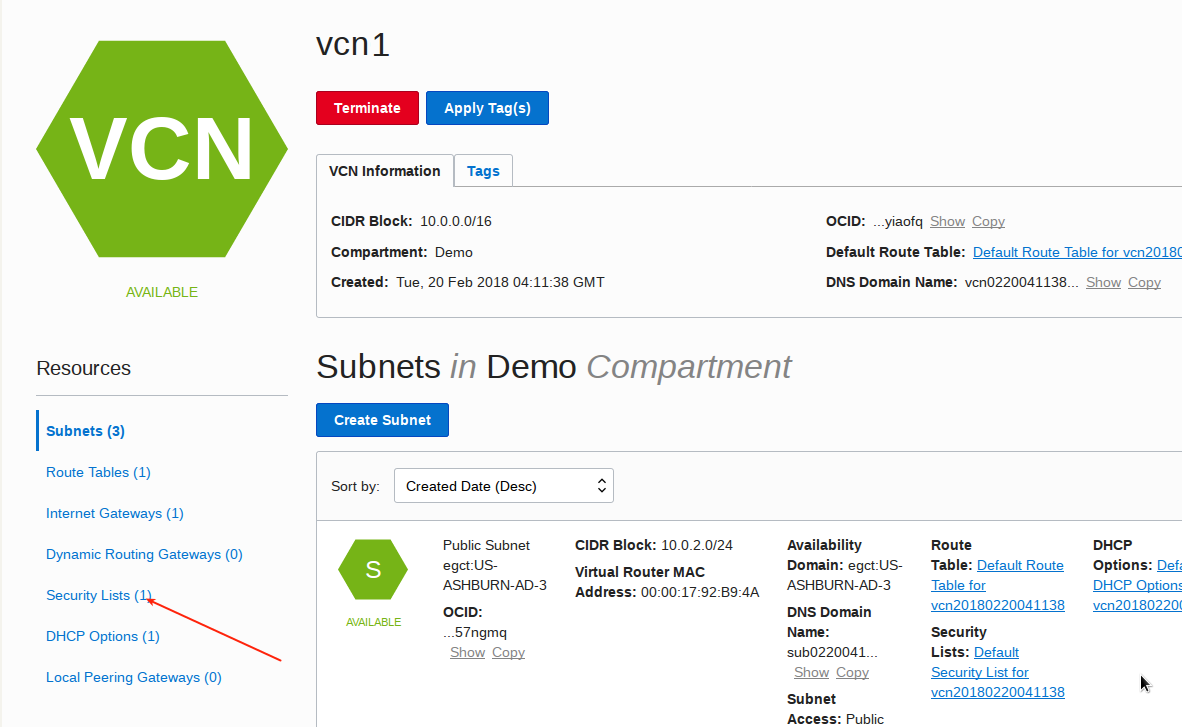 VCN
AVAILABLE
vcn1
Terminate
Apply Tag(s)
VCN Information
Tags
CIDR Block: 10.0.0.0/16
Compartment: Demo
Created: Tue, 20 Feb 2018 04:11:38 GMT
OCID: ...yiaofq Show Copy
Default Route Table: Default Route Table for vcn20180
DNS Domain Name: vcn0220041138... Show Copy
Resources
Subnets (3)
Route Tables (1)
Internet Gateways (1)
Dynamic Routing Gateways (0)
Security Lists (1)
DHCP Options (1)
Local Peering Gateways (0)
Subnets in Demo Compartment
Create Subnet
Sort by: Created Date (Desc)
S
AVAILABLE
Public Subnet
egct:US-
ASHBURN-AD-3
OCID:
...57ngmq
Show Copy
CIDR Block: 10.0.2.0/24
Virtual Router MAC
Address: 00:00:17:92:B9:4A
Availability
Domain: egct:US-
ASHBURN-AD-3
DNS Domain
Name:
sub0220041...
Show Copy
Subnet
Access: Public
Route
Table: Default Route
Table for
vcn20180220041138
Security
Lists: Default
Security List for
vcn20180220041138
DHCP
Options: Defa
DHCP Options
vcn201802200